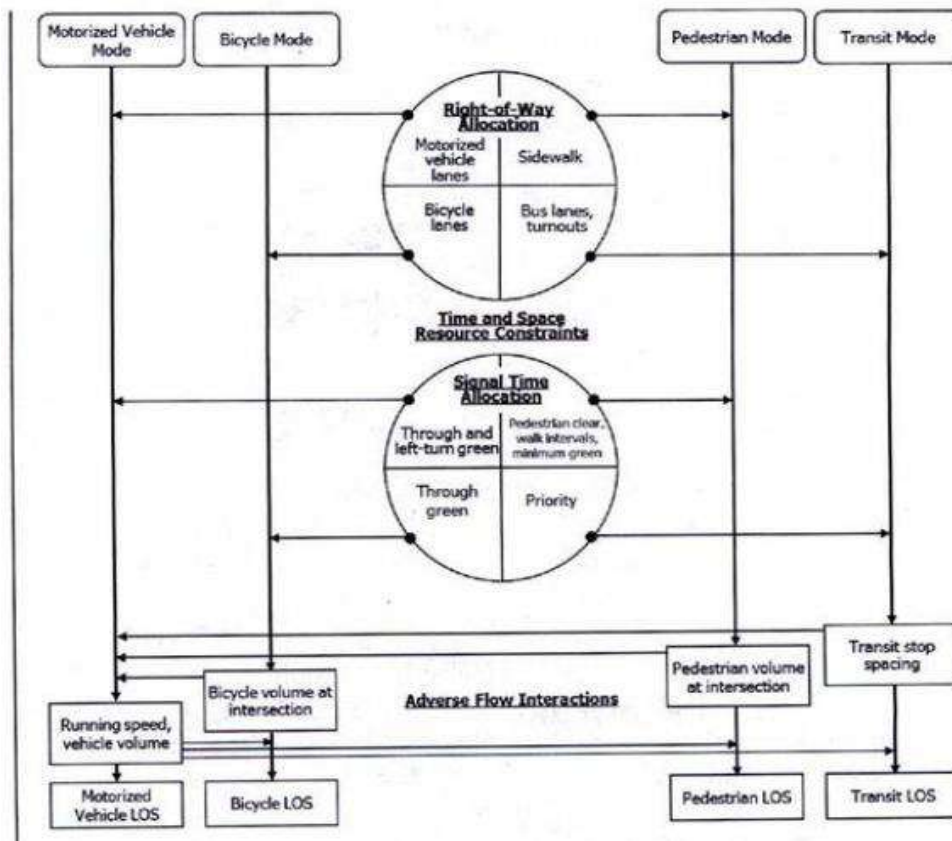 Motorized Vehicle
Mode
Bicycle Mode
Pedestrian Mode
Transit Mode
Right-of-Way
Allocation
Motorized
vehicle
lanes
Sidewalk
Bicycle
lanes
Bus lanes,
turnouts
Time and Space
Resource Constraints
Signal Time
Allocation
Through and
left-turn green
Pedestrian clear,
walk intervals,
minimum green
Through
green
Priority
Transit stop
spacing
Pedestrian volume
at intersection
Bicycle volume at
intersection
Adverse Flow Interactions
Running speed,
vehicle volume
Motorized
Vehicle LOS
Bicycle LOS
Pedestrian LOS
Transit LOS